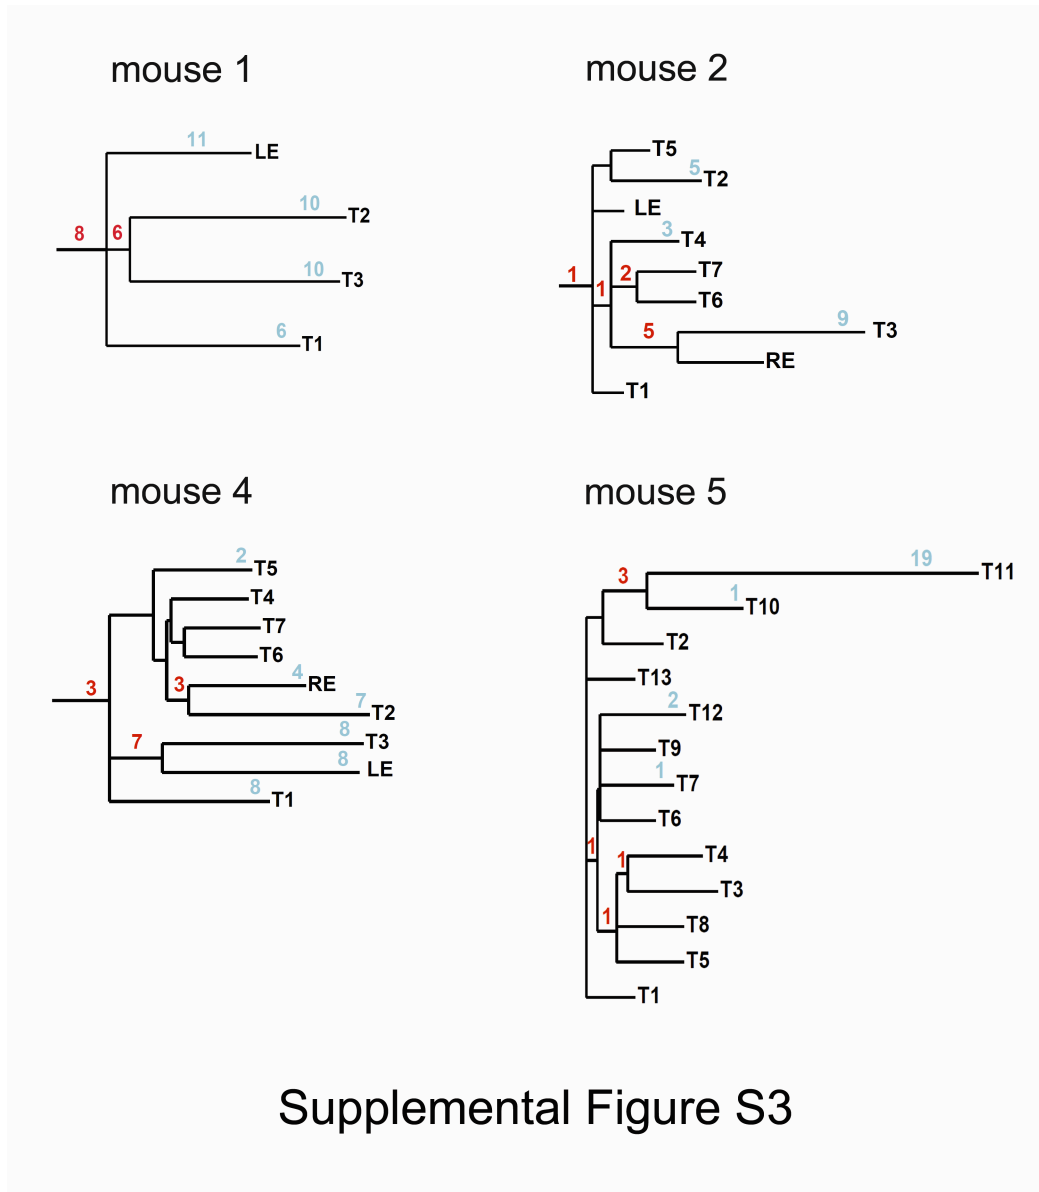 mouse 1
11
LE
10
T2
8
6
10
T3
6
T1
mouse 2
T5
5
T2
LE
3
T4
1
2
T7
1
T6
5
9
T3
RE
T1
mouse 4
2
T5
T4
T7
T6
3
3
4
RE
7
T2
7
8
T3
8
LE
8
T1
mouse 5
19
T11
3
1
T10
T2
T13
2
T12
T9
1
T7
T6
1
1
T4
T3
1
T8
T5
T1
Supplemental Figure S3